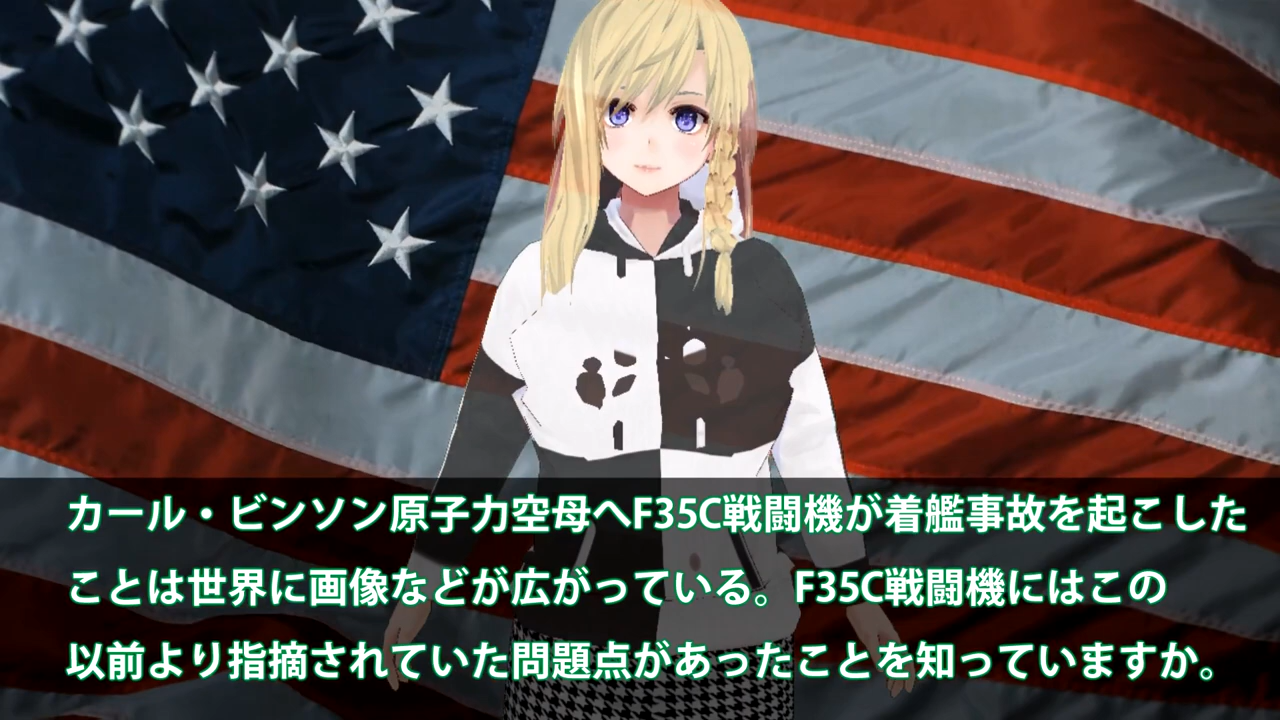 カール・ビンソン原子力空母へF35C戦闘機が着艦事故を起こした
ことは世界に画像などが広がっている。F35C戦闘機にはこの
以前より指摘されていた問題点があったことを知っていますか。